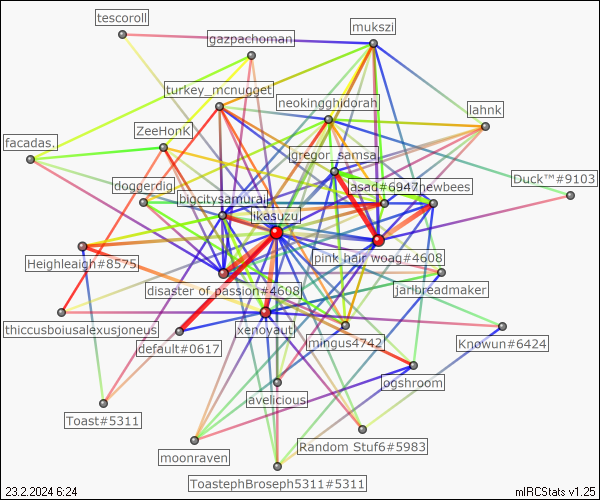 tescoroll
mukszi
gazpachoman
turkey_mcnugget
neokingghidorah
lahnk
ZeeHonK
facadas.
gregor_samsa
Duck™#9103
doggerdig
asad#6947
newbees
bigcitysamurai
ikasuzu
pink hair woag#4608
Heighleaigh#8575
disaster of passion#4608
jarlbreadmaker
thiccusboiusalexusjoneus
xenoyaut
default#0617
Knowun#6424
ogshroom
avelicious
Toast#5311
Random Stuf6#5983
moonraven
ToastephBroseph5311#5311
23.2.2024 6:24
mIRCStats v1.25